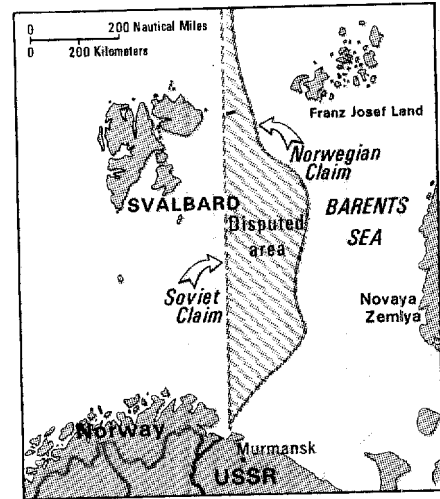 0 200 Nautical Miles
0 200 Kilometers
Franz Josef Land
Norwegian
Claim
SVALBARD
BARENTS
SEA
Disputed
area
Soviet
Claim
Novaya
Zemlya
Norway
Murmansk
USSR